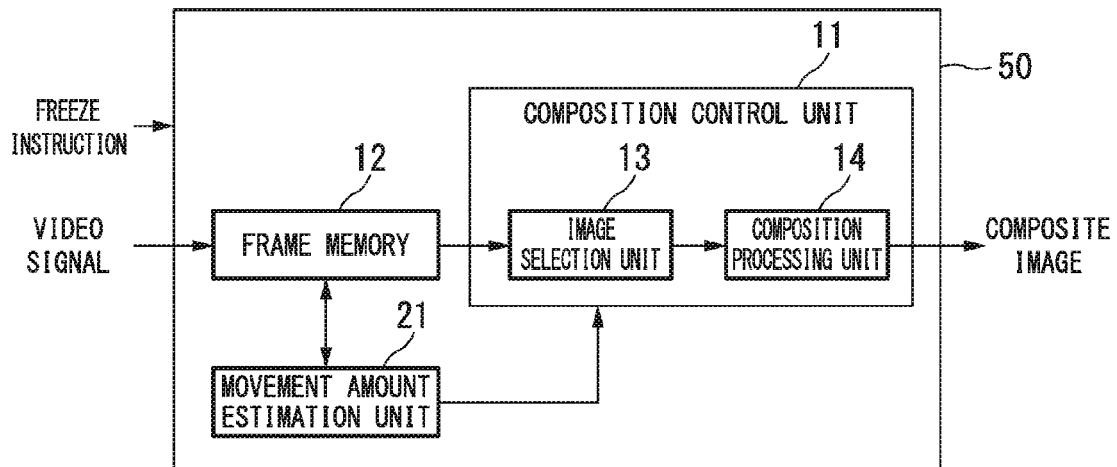 11
50
FREEZE
INSTRUCTION
COMPOSITION CONTROL UNIT
12
13
14
VIDEO
SIGNAL
FRAME MEMORY
IMAGE
SELECTION UNIT
COMPOSITION
PROCESSING UNIT
COMPOSITE
IMAGE
21
MOVEMENT AMOUNT
ESTIMATION UNIT